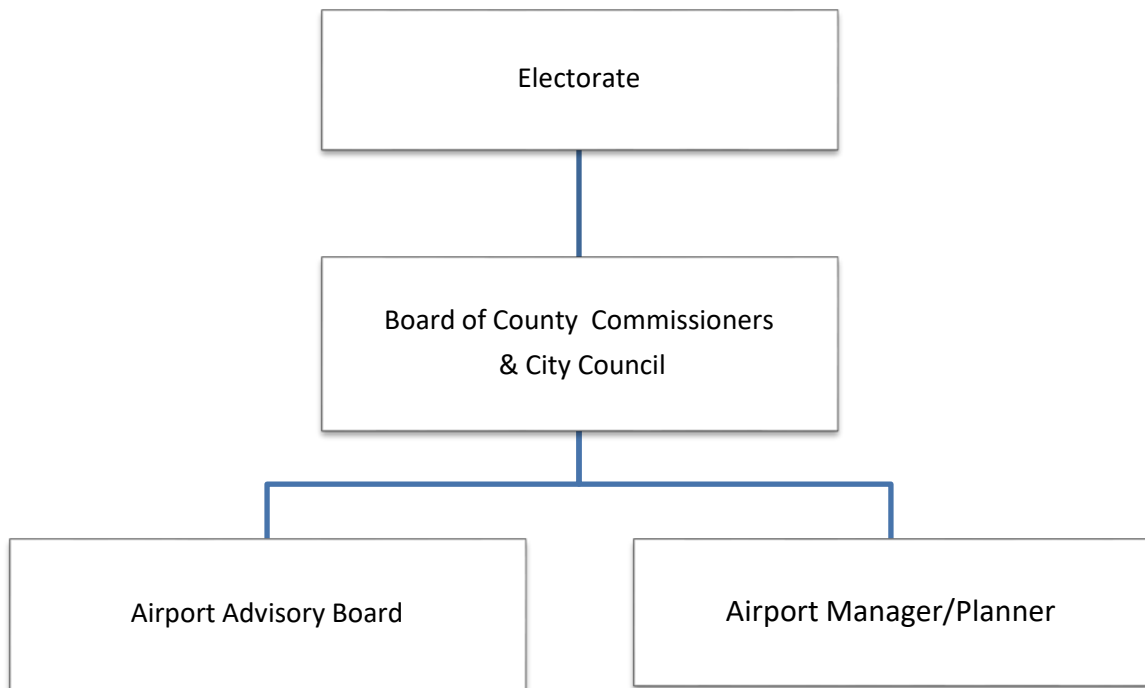 Electorate
Board of County  Commissioners
& City Council
Airport Advisory Board
Airport Manager/Planner